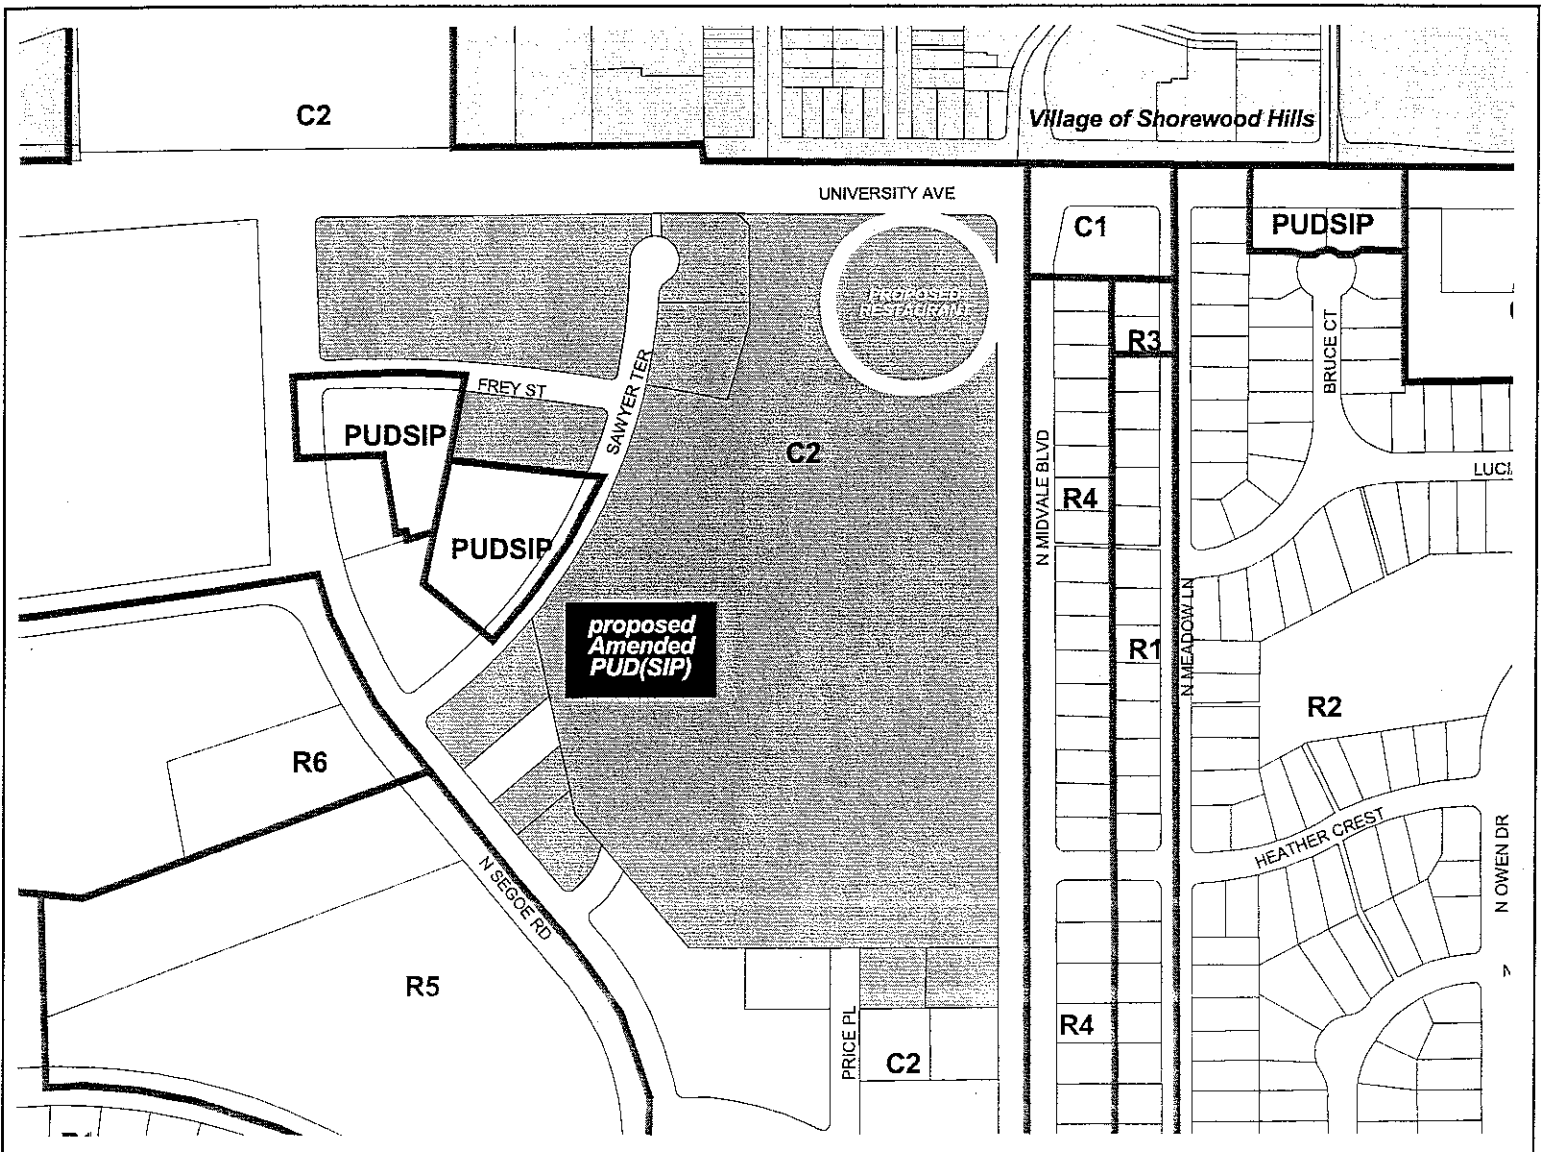 C2
Village of Shorewood Hills
UNIVERSITY AVE
C1
PUDSIP
PROPOSED
RESTAURANT
R3
BRUCE CT
FREY ST
SAWYER TER
PUDSIP
C2
N MIDVALE BLVD
LUCI
R4
PUDSIP
proposed
Amended
PUD(SIP)
R1
N MEADOW LN
R2
R6
HEATHER CREST
N OWEN DR
N SEGOE RD
R5
R4
PRICE PL
C2